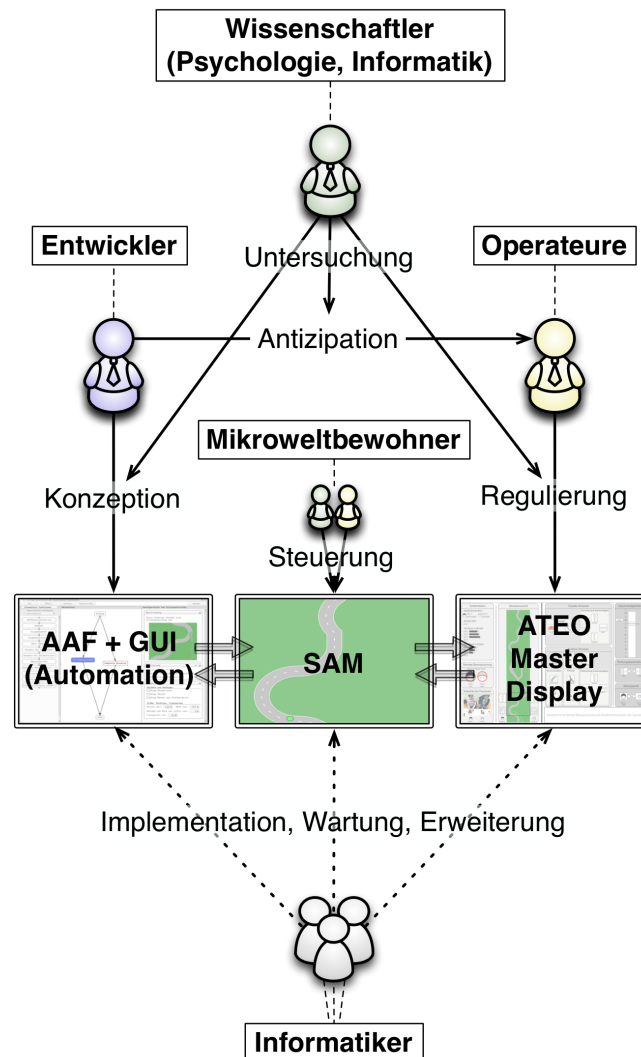 Wissenschaftler
(Psychologie, Informatik)
Entwickler
Untersuchung
Operateure
Antizipation
Mikroweltbewohner
Konzeption
Regulierung
Steuerung
AAF + GUI
(Automation)
SAM
ATEO
Master
Display
Implementation, Wartung, Erweiterung
Informatiker